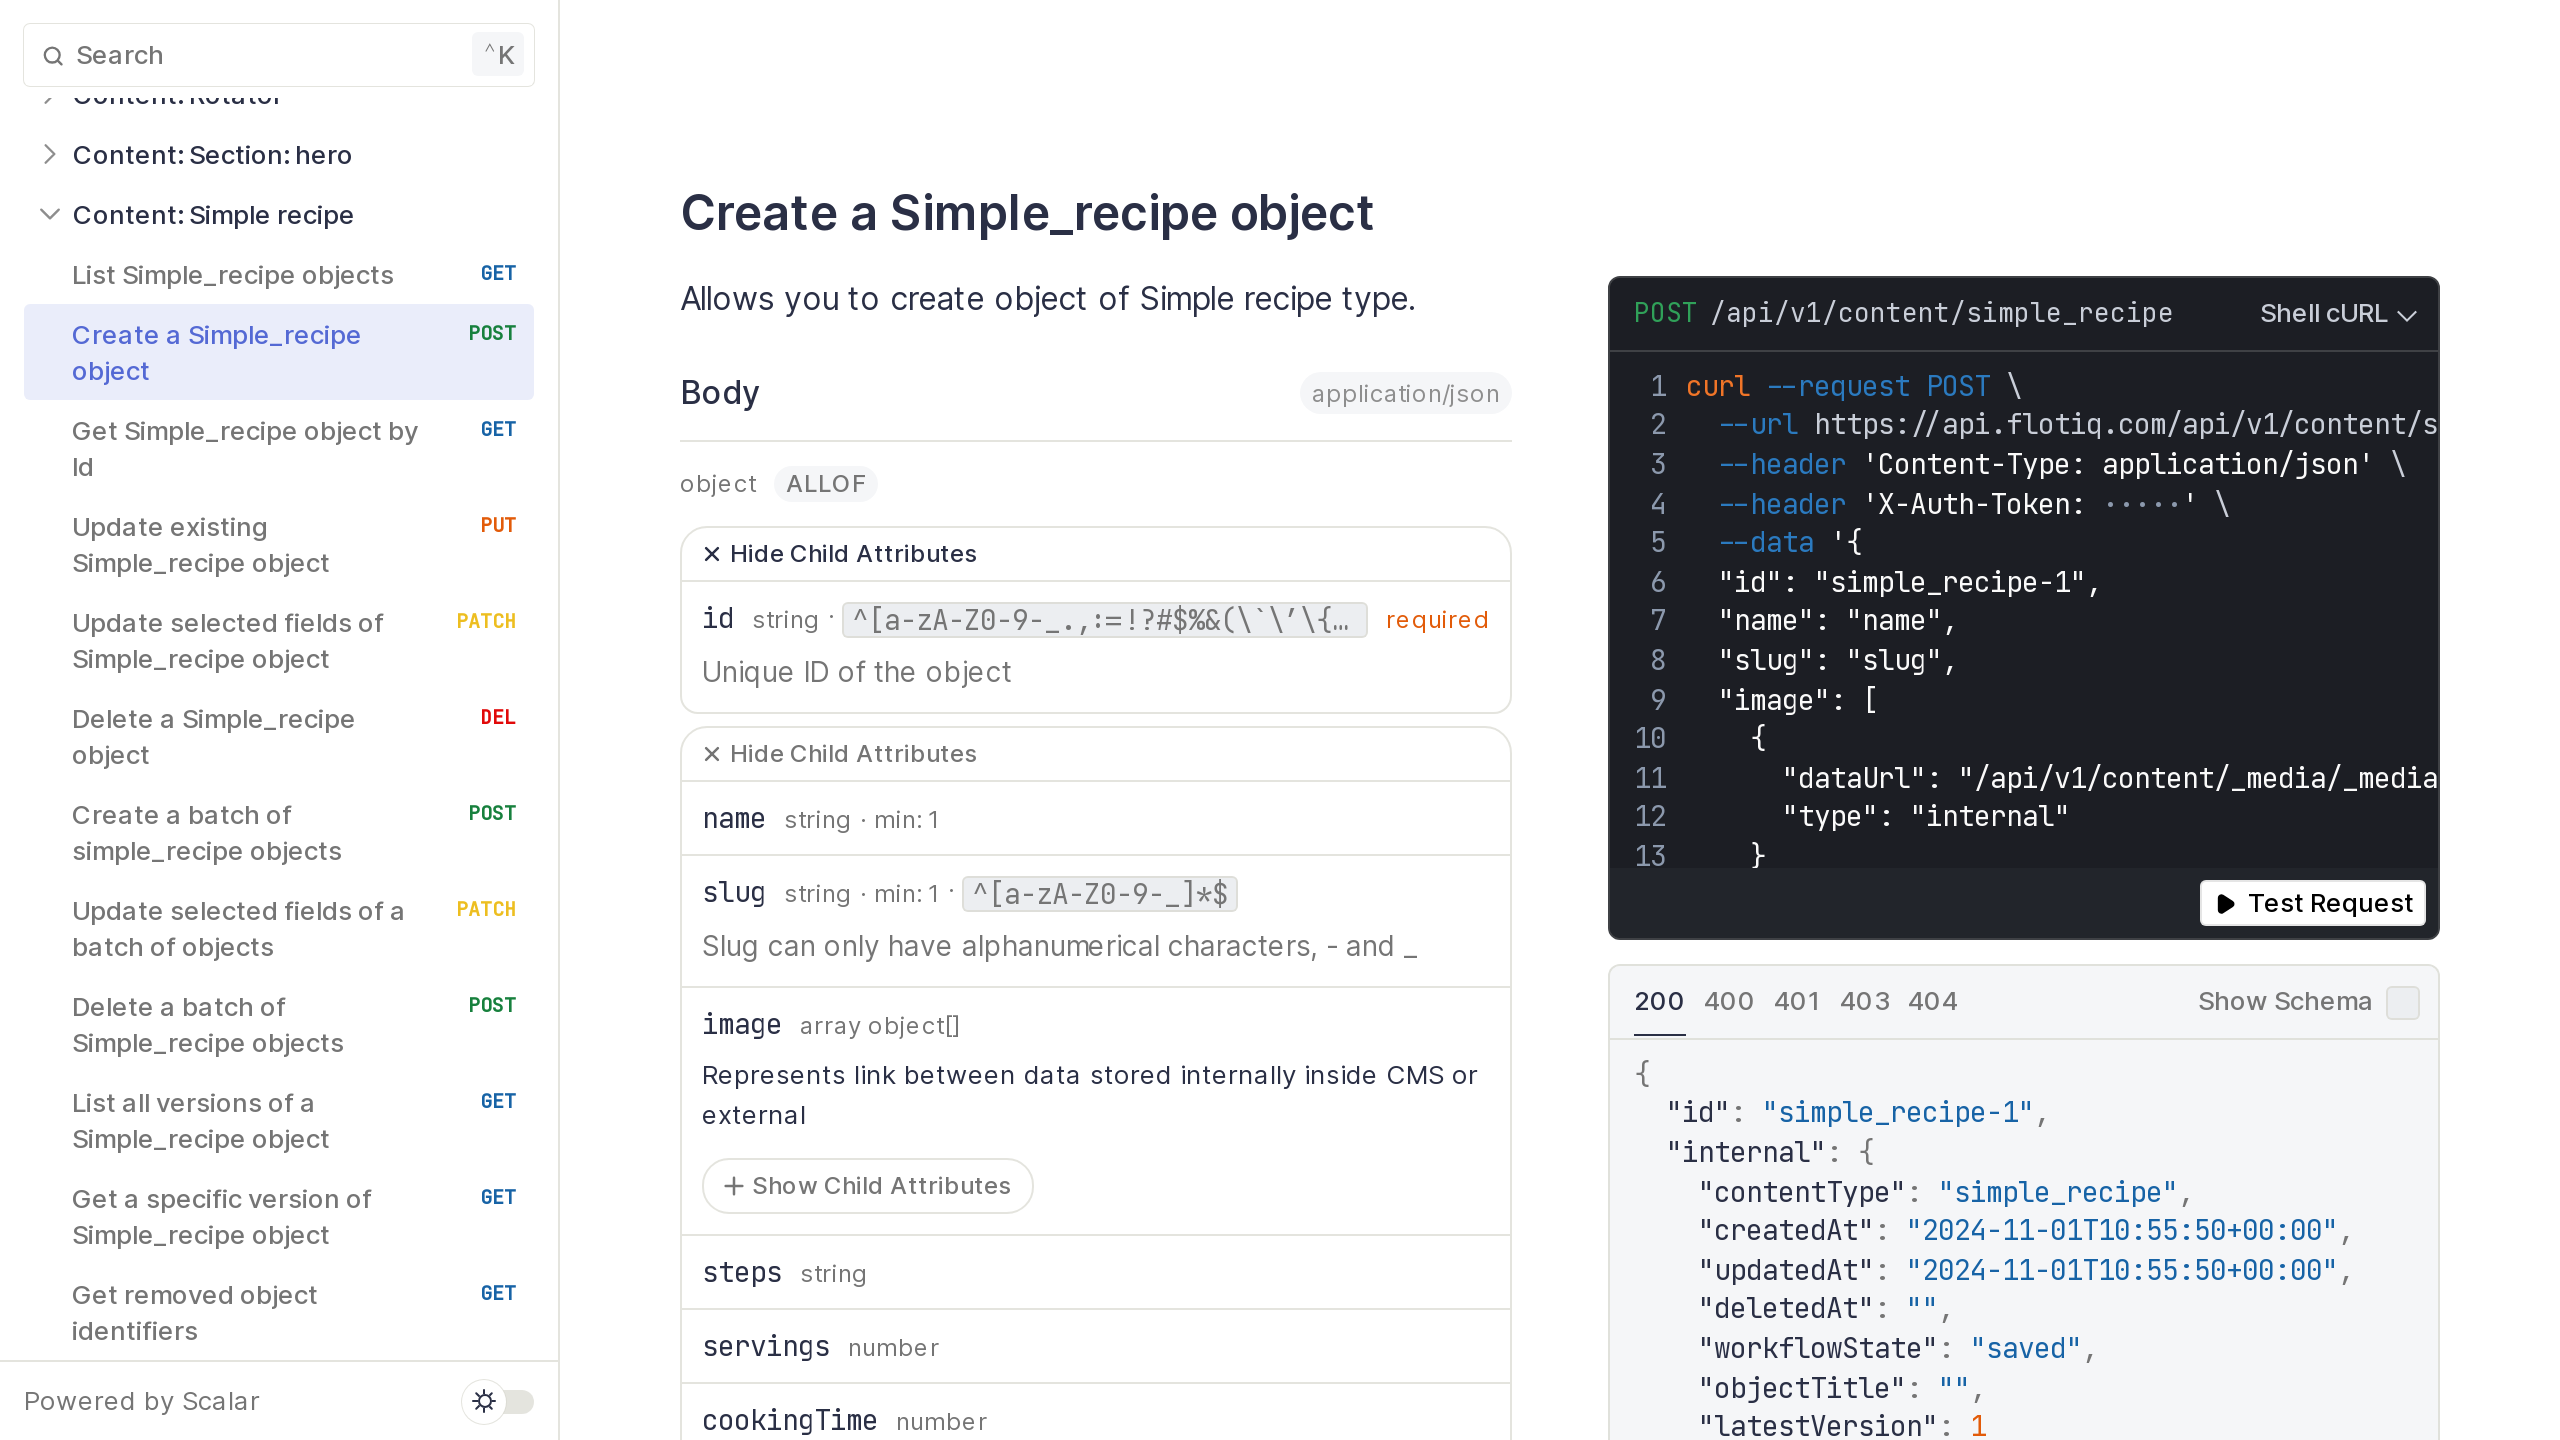 Search
^K
Content: Rotator
Content: Section: hero
Content: Simple recipe
List Simple_recipe objects GET
Create a Simple_recipe POST
object
Get Simple_recipe object by GET
Id
Update existing PUT
Simple_recipe object
Update selected fields of PATCH
Simple_recipe object
Delete a Simple_recipe DEL
object
Create a batch of POST
simple_recipe objects
Update selected fields of a PATCH
batch of objects
Delete a batch of POST
Simple_recipe objects
List all versions of a GET
Simple_recipe object
Get a specific version of GET
Simple_recipe object
Get removed object GET
identifiers
Powered by Scalar
Create a Simple_recipe object
Allows you to create object of Simple recipe type.
Body application/json
object ALLOF
Hide Child Attributes
id string · ^[a-zA-Z0-9-_.,:=!?#$%&(\`\'\{… required
Unique ID of the object
Hide Child Attributes
name string · min: 1
slug string · min: 1 · ^[a-zA-Z0-9-_]*$
Slug can only have alphanumerical characters, - and _
image array object[]
Represents link between data stored internally inside CMS or
external
Show Child Attributes
steps string
servings number
cookingTime number
POST /api/v1/content/simple_recipe Shell cURL
1 curl --request POST \
2 --url https://api.flotiq.com/api/v1/content/s
3 --header 'Content-Type: application/json' \
4 --header 'X-Auth-Token: ·····' \
5 --data '{
6 "id": "simple_recipe-1",
7 "name": "name",
8 "slug": "slug",
9 "image": [
10 {
11 "dataUrl": "/api/v1/content/_media/_media
12 "type": "internal"
13 }
Test Request
200 400 401 403 404 Show Schema
{
"id": "simple_recipe-1",
"internal": {
"contentType": "simple_recipe",
"createdAt": "2024-11-01T10:55:50+00:00",
"updatedAt": "2024-11-01T10:55:50+00:00",
"deletedAt": "",
"workflowState": "saved",
"objectTitle": "",
"latestVersion": 1